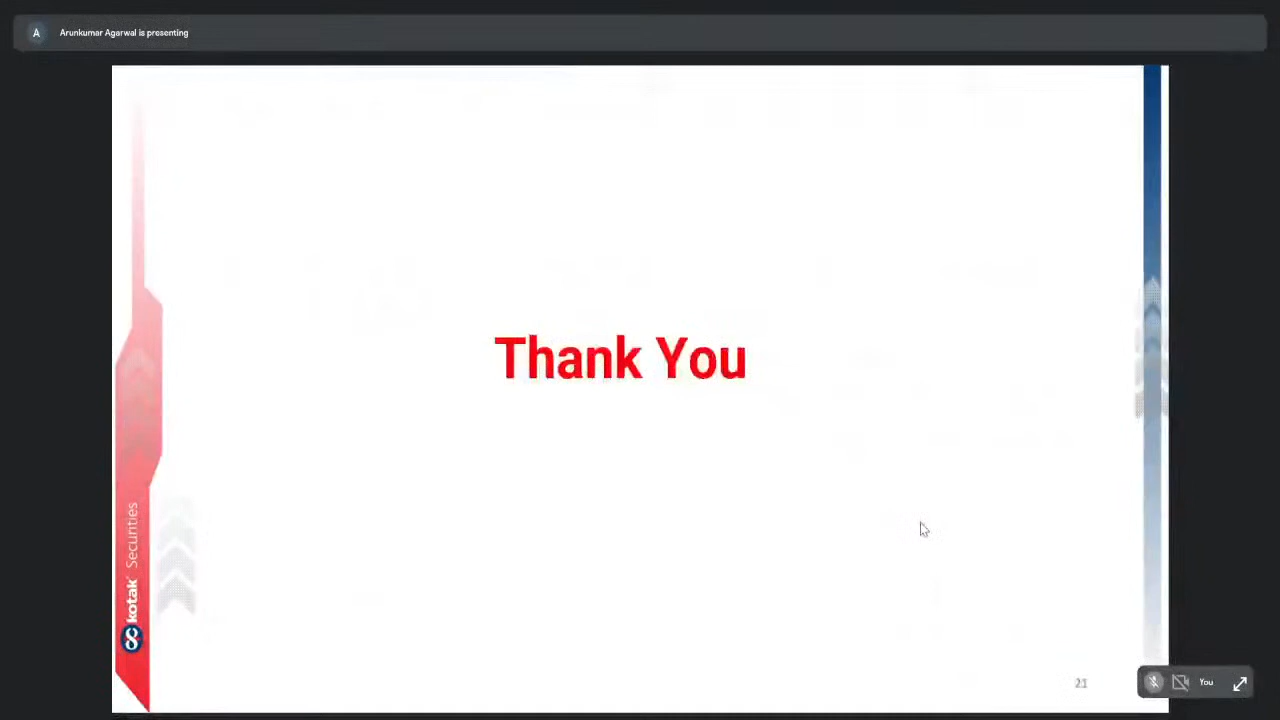 A
Arunkumar Agarwal is presenting
Thank You
kotak Securities
21
You